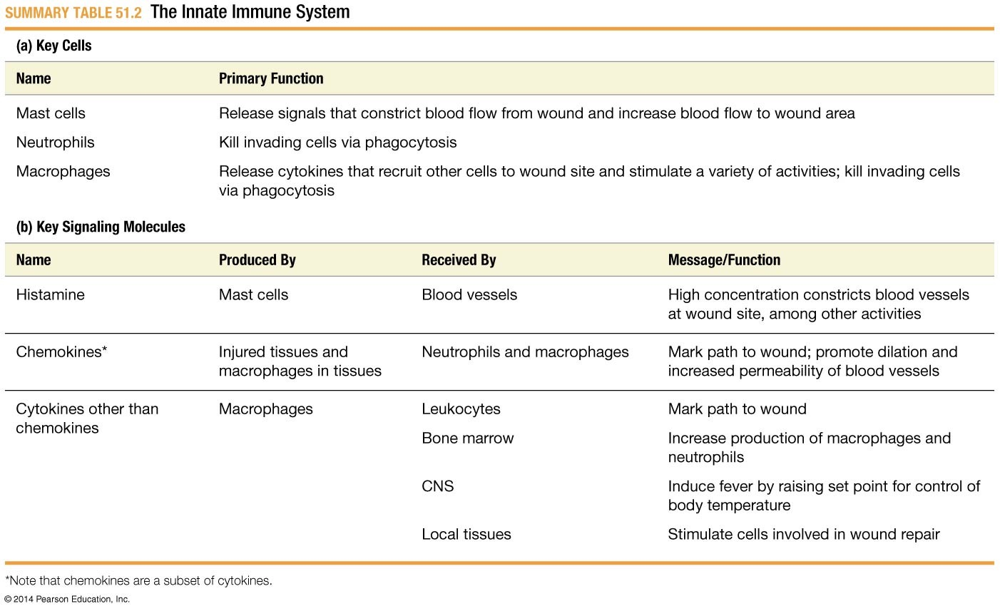 SUMMARY TABLE 51.2 The Innate Immune System
(a) Key Cells
Name Primary Function
Mast cells Release signals that constrict blood flow from wound and increase blood flow to wound area
Neutrophils Kill invading cells via phagocytosis
Macrophages Release cytokines that recruit other cells to wound site and stimulate a variety of activities; kill invading cells
via phagocytosis
(b) Key Signaling Molecules
Name Produced By Received By Message/Function
Histamine Mast cells Blood vessels High concentration constricts blood vessels
at wound site, among other activities
Chemokines* Injured tissues and Neutrophils and macrophages Mark path to wound; promote dilation and
macrophages in tissues increased permeability of blood vessels
Cytokines other than Macrophages Leukocytes Mark path to wound
chemokines
Bone marrow Increase production of macrophages and
neutrophils
CNS Induce fever by raising set point for control of
body temperature
Local tissues Stimulate cells involved in wound repair
*Note that chemokines are a subset of cytokines.
© 2014 Pearson Education, Inc.